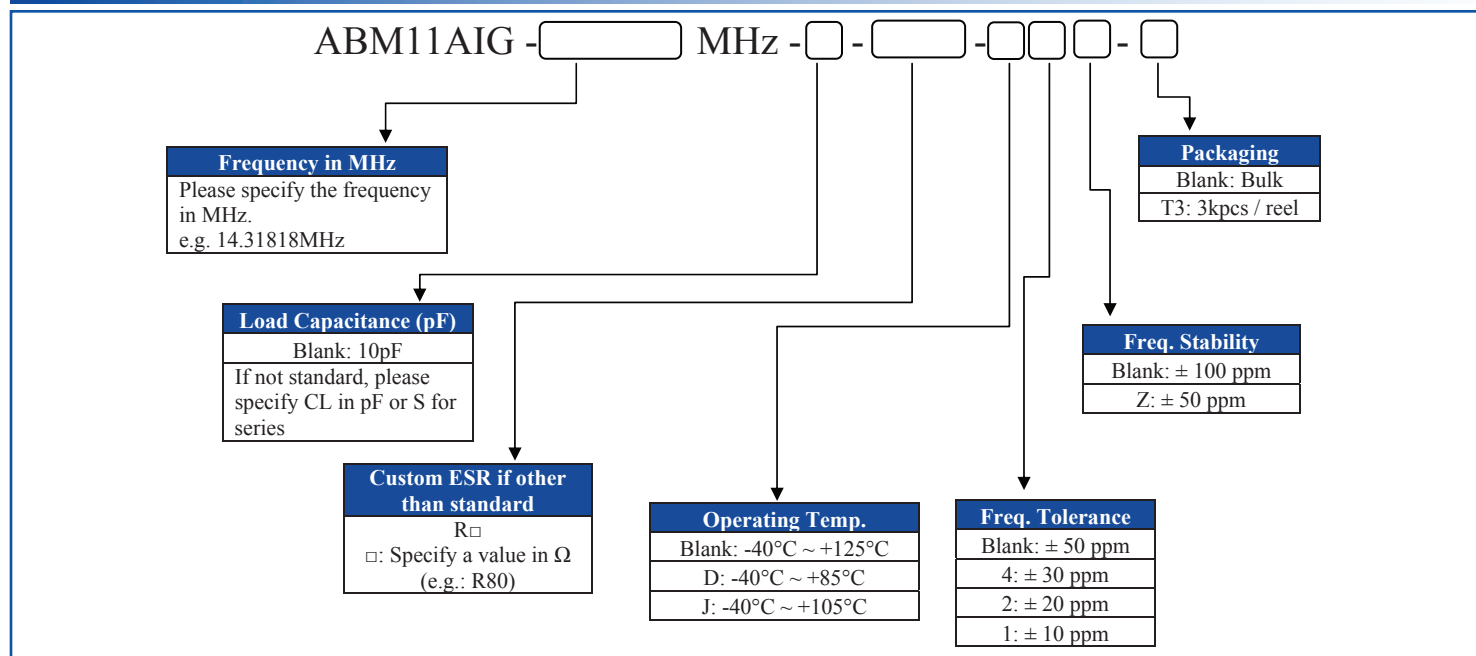 ABM11AIG - MHz - - - -
Frequency in MHz
Please specify the frequency
in MHz.
e.g. 14.31818MHz
Packaging
Blank: Bulk
T3: 3kpcs / reel
Load Capacitance (pF)
Blank: 10pF
If not standard, please
specify CL in pF or S for
series
Freq. Stability
Blank: ± 100 ppm
Z: ± 50 ppm
Custom ESR if other
than standard
R□
□: Specify a value in Ω
(e.g.: R80)
Operating Temp.
Blank: -40°C ~ +125°C
D: -40°C ~ +85°C
J: -40°C ~ +105°C
Freq. Tolerance
Blank: ± 50 ppm
4: ± 30 ppm
2: ± 20 ppm
1: ± 10 ppm